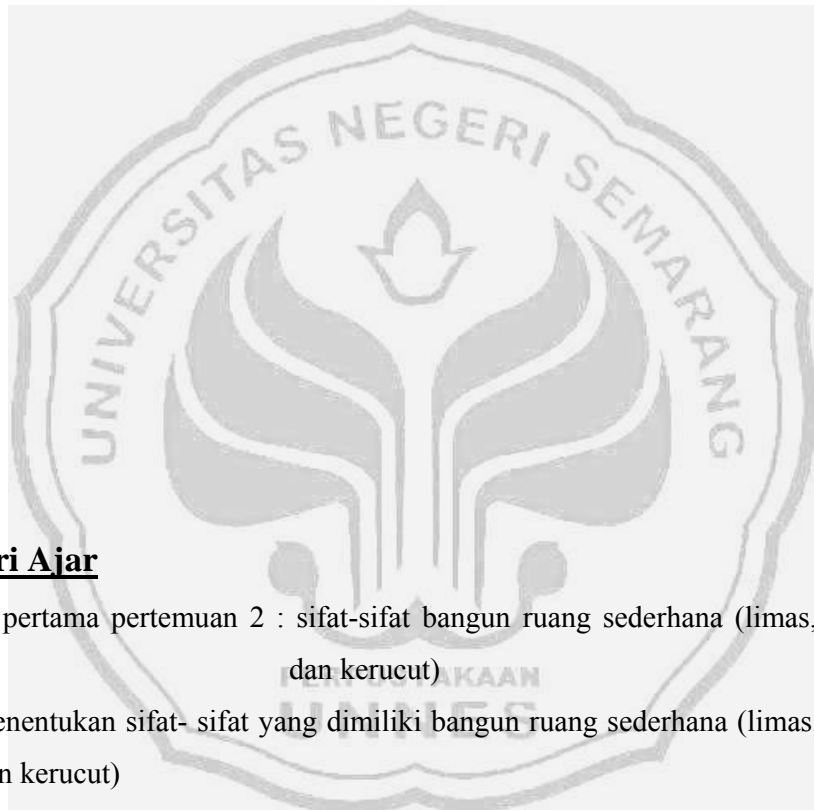 UNIVERSITAS NEGERI SEMARANG
ri Ajar
pertama pertemuan 2 : sifat-sifat bangun ruang sederhana (limas,
dan kerucut)
PERPUSTAKAAN
UNNES
enentukan sifat- sifat yang dimiliki bangun ruang sederhana (limas,
n kerucut)